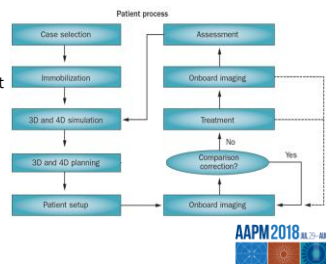 Patient process
Case selection
Immobilization
3D and 4D simulation
3D and 4D planning
Patient setup
Assessment
Onboard imaging
Treatment
No
Comparison
correction?
Yes
Onboard imaging
AAPM 2018